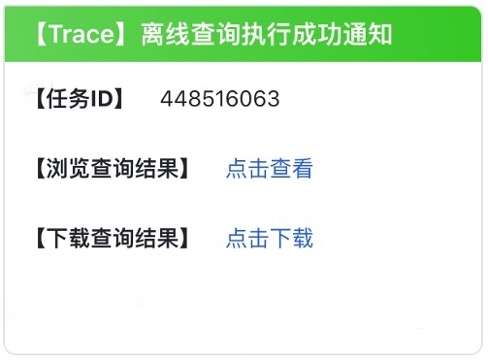 【Trace】离线查询执行成功通知
【任务ID】 448516063
【浏览查询结果】 点击查看
【下载查询结果】 点击下载